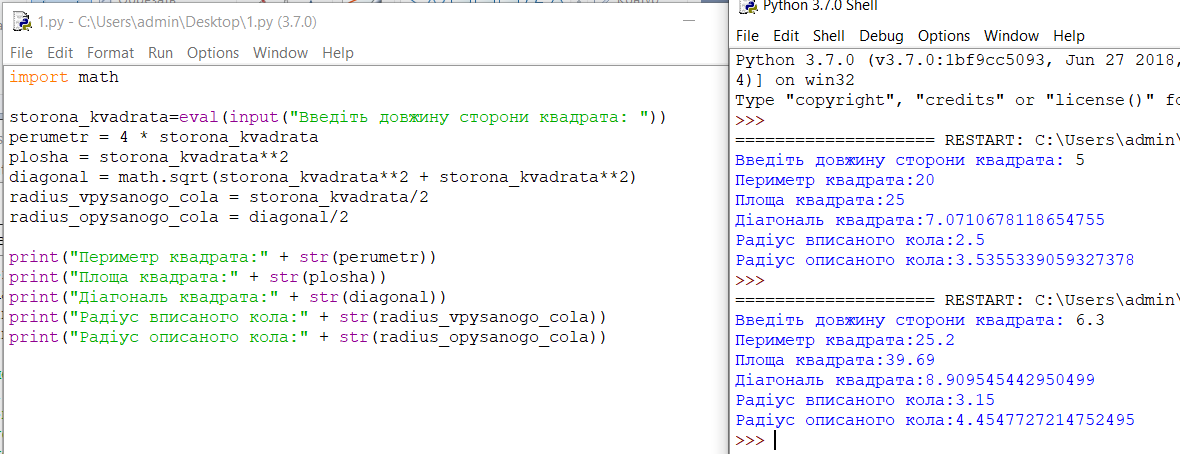 1.py - C:\Users\admin\Desktop\1.py (3.7.0)
File Edit Format Run Options Window Help
import math
storona_kvadrata=eval(input("Введіть довжину сторони квадрата: "))
perumetr = 4 * storona_kvadrata
plosha = storona_kvadrata**2
diagonal = math.sqrt(storona_kvadrata**2 + storona_kvadrata**2)
radius_vpysanogo_cola = storona_kvadrata/2
radius_opysanogo_cola = diagonal/2
print("Периметр квадрата:" + str(perumetr))
print("Площа квадрата:" + str(plosha))
print("Діагональ квадрата:" + str(diagonal))
print("Радіус вписаного кола:" + str(radius_vpysanogo_cola))
print("Радіус описаного кола:" + str(radius_opysanogo_cola))
Python 3.7.0 Shell
File Edit Shell Debug Options Window Help
Python 3.7.0 (v3.7.0:1bf9cc5093, Jun 27 2018,
4)] on win32
Type "copyright", "credits" or "license()" fo
>>>
==================== RESTART: C:\Users\admin\
Введіть довжину сторони квадрата: 5
Периметр квадрата:20
Площа квадрата:25
Діагональ квадрата:7.0710678118654755
Радіус вписаного кола:2.5
Радіус описаного кола:3.5355339059327378
>>>
==================== RESTART: C:\Users\admin\
Введіть довжину сторони квадрата: 6.3
Периметр квадрата:25.2
Площа квадрата:39.69
Діагональ квадрата:8.909545442950499
Радіус вписаного кола:3.15
Радіус описаного кола:4.4547727214752495
>>>